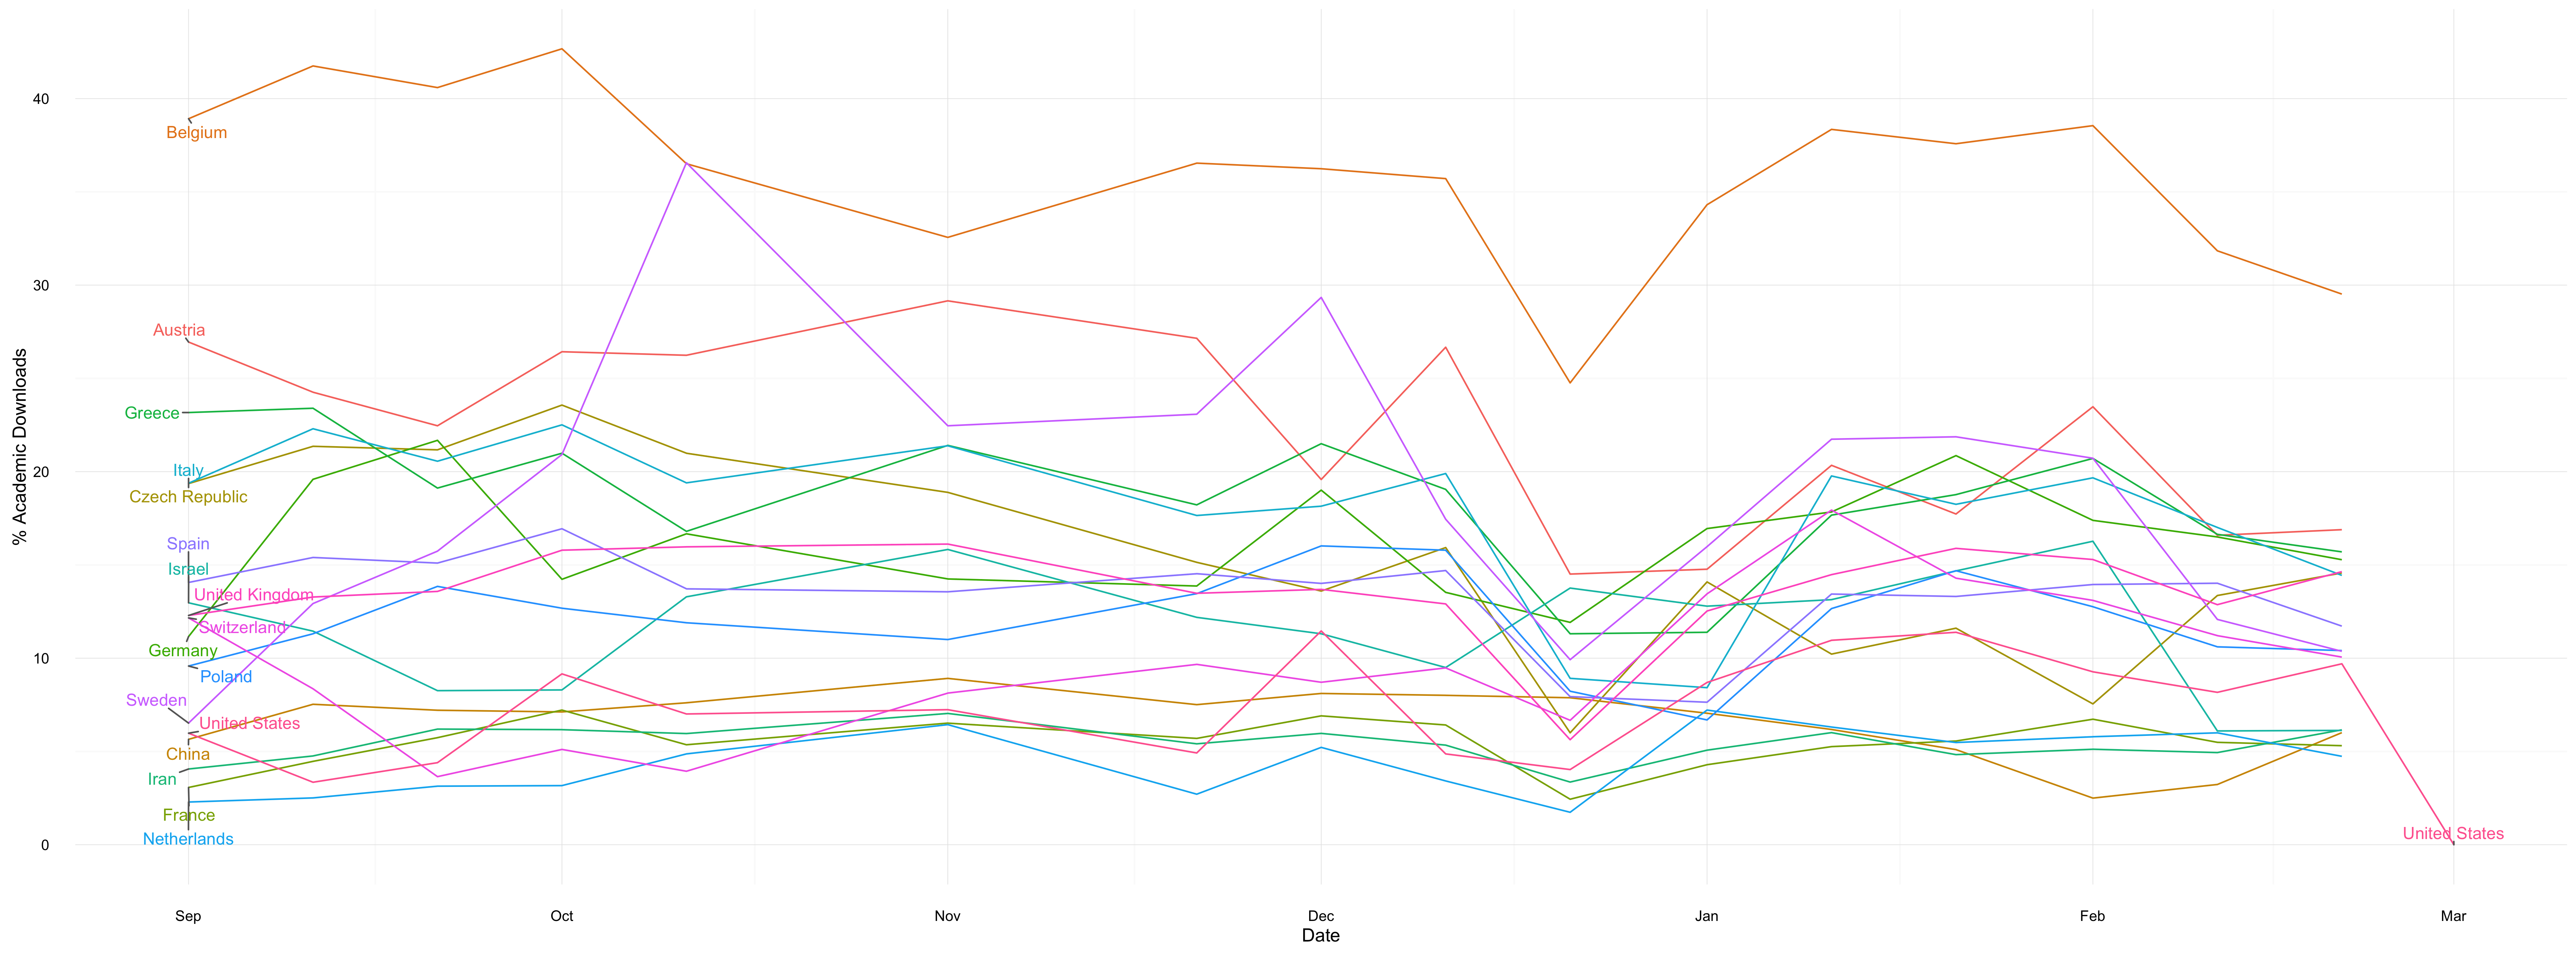 40
30
20
10
0
% Academic Downloads
Belgium
Austria
Greece
Italy
Czech Republic
Spain
Israel
United Kingdom
Switzerland
Germany
Poland
Sweden
United States
China
Iran
France
Netherlands
United States
Sep Oct Nov Dec Jan Feb Mar
Date